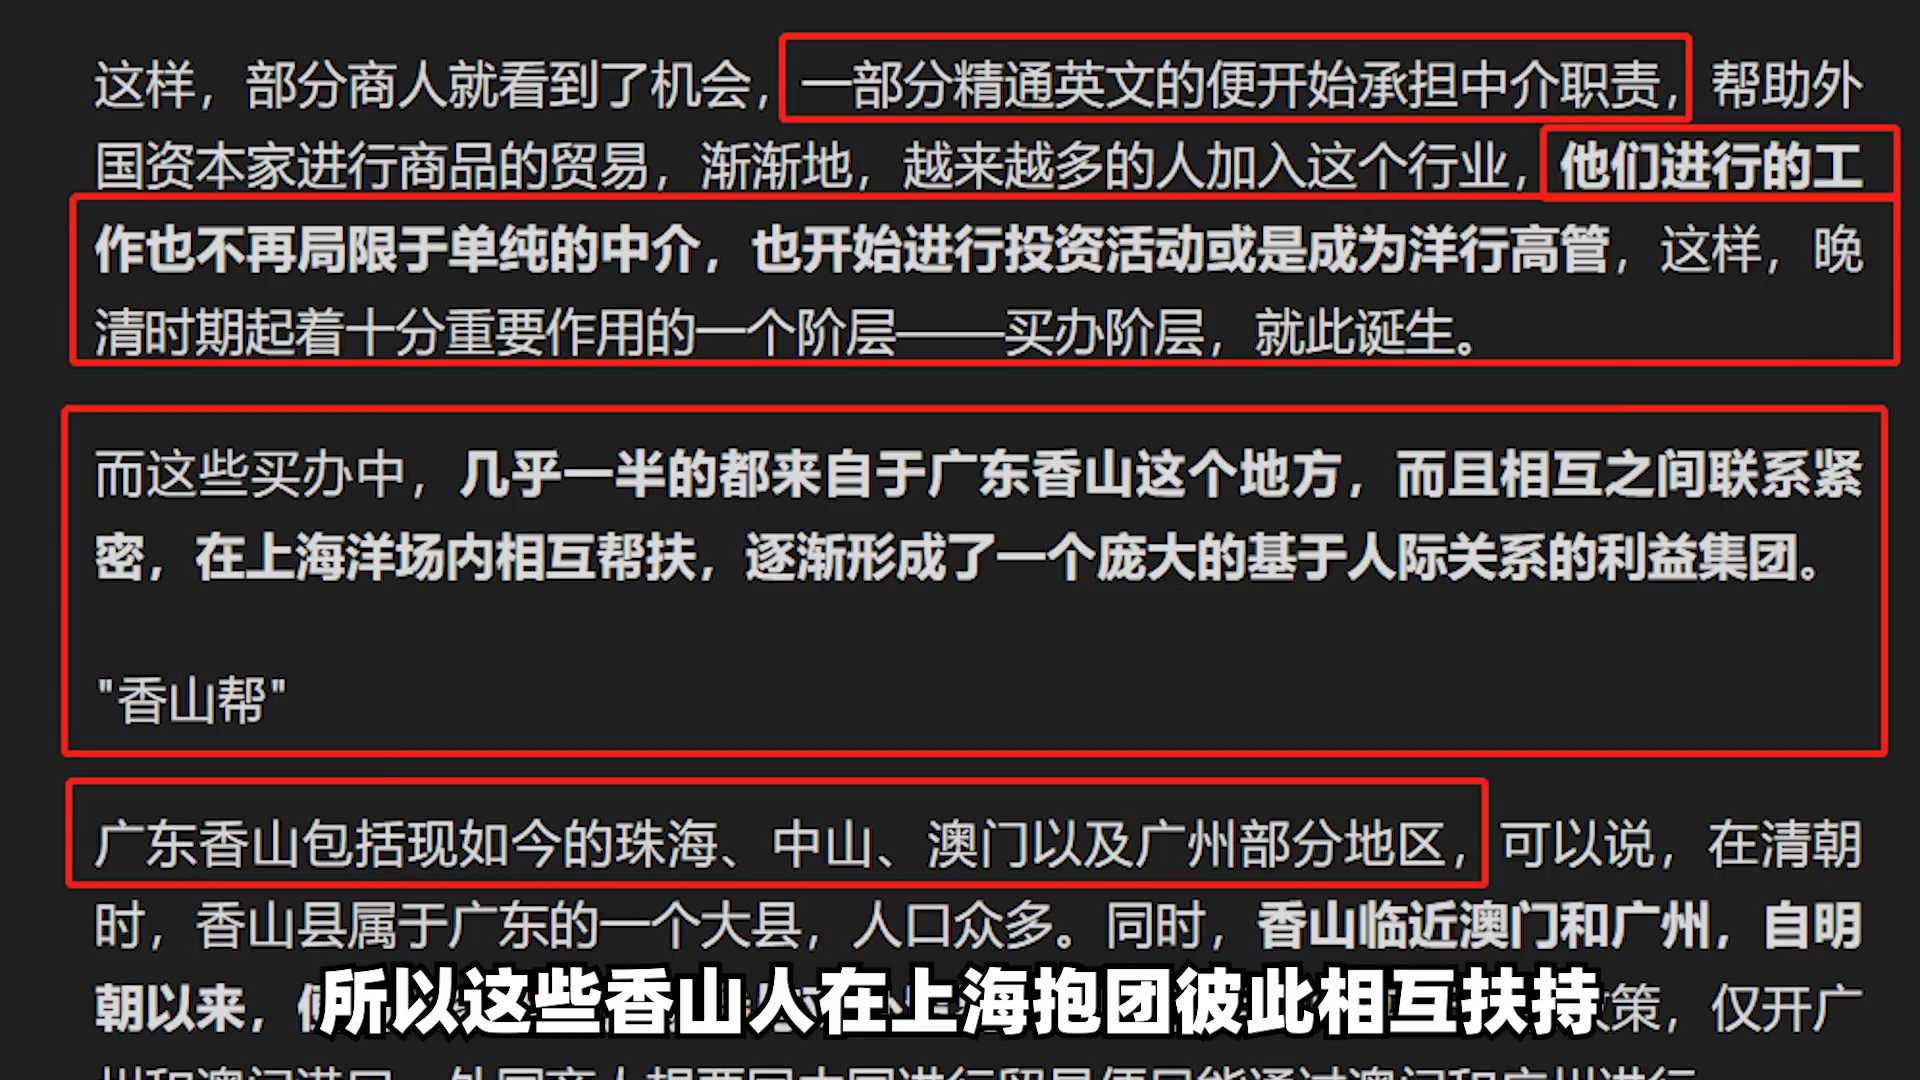 这样，部分商人就看到了机会，一部分精通英文的便开始承担中介职责，帮助外
国资本家进行商品的贸易，渐渐地，越来越多的人加入这个行业，他们进行的工
作也不再局限于单纯的中介，也开始进行投资活动或是成为洋行高管，这样，晚
清时期起着十分重要作用的一个阶层——买办阶层，就此诞生。
而这些买办中，几乎一半的都来自于广东香山这个地方，而且相互之间联系紧
密，在上海洋场内相互帮扶，逐渐形成了一个庞大的基于人际关系的利益集团。
"香山帮"
广东香山包括现如今的珠海、中山、澳门以及广州部分地区，可以说，在清朝
时，香山县属于广东的一个大县，人口众多。同时，香山临近澳门和广州，自明
朝以来，策，仅开广
所以这些香山人在上海抱团彼此相互扶持